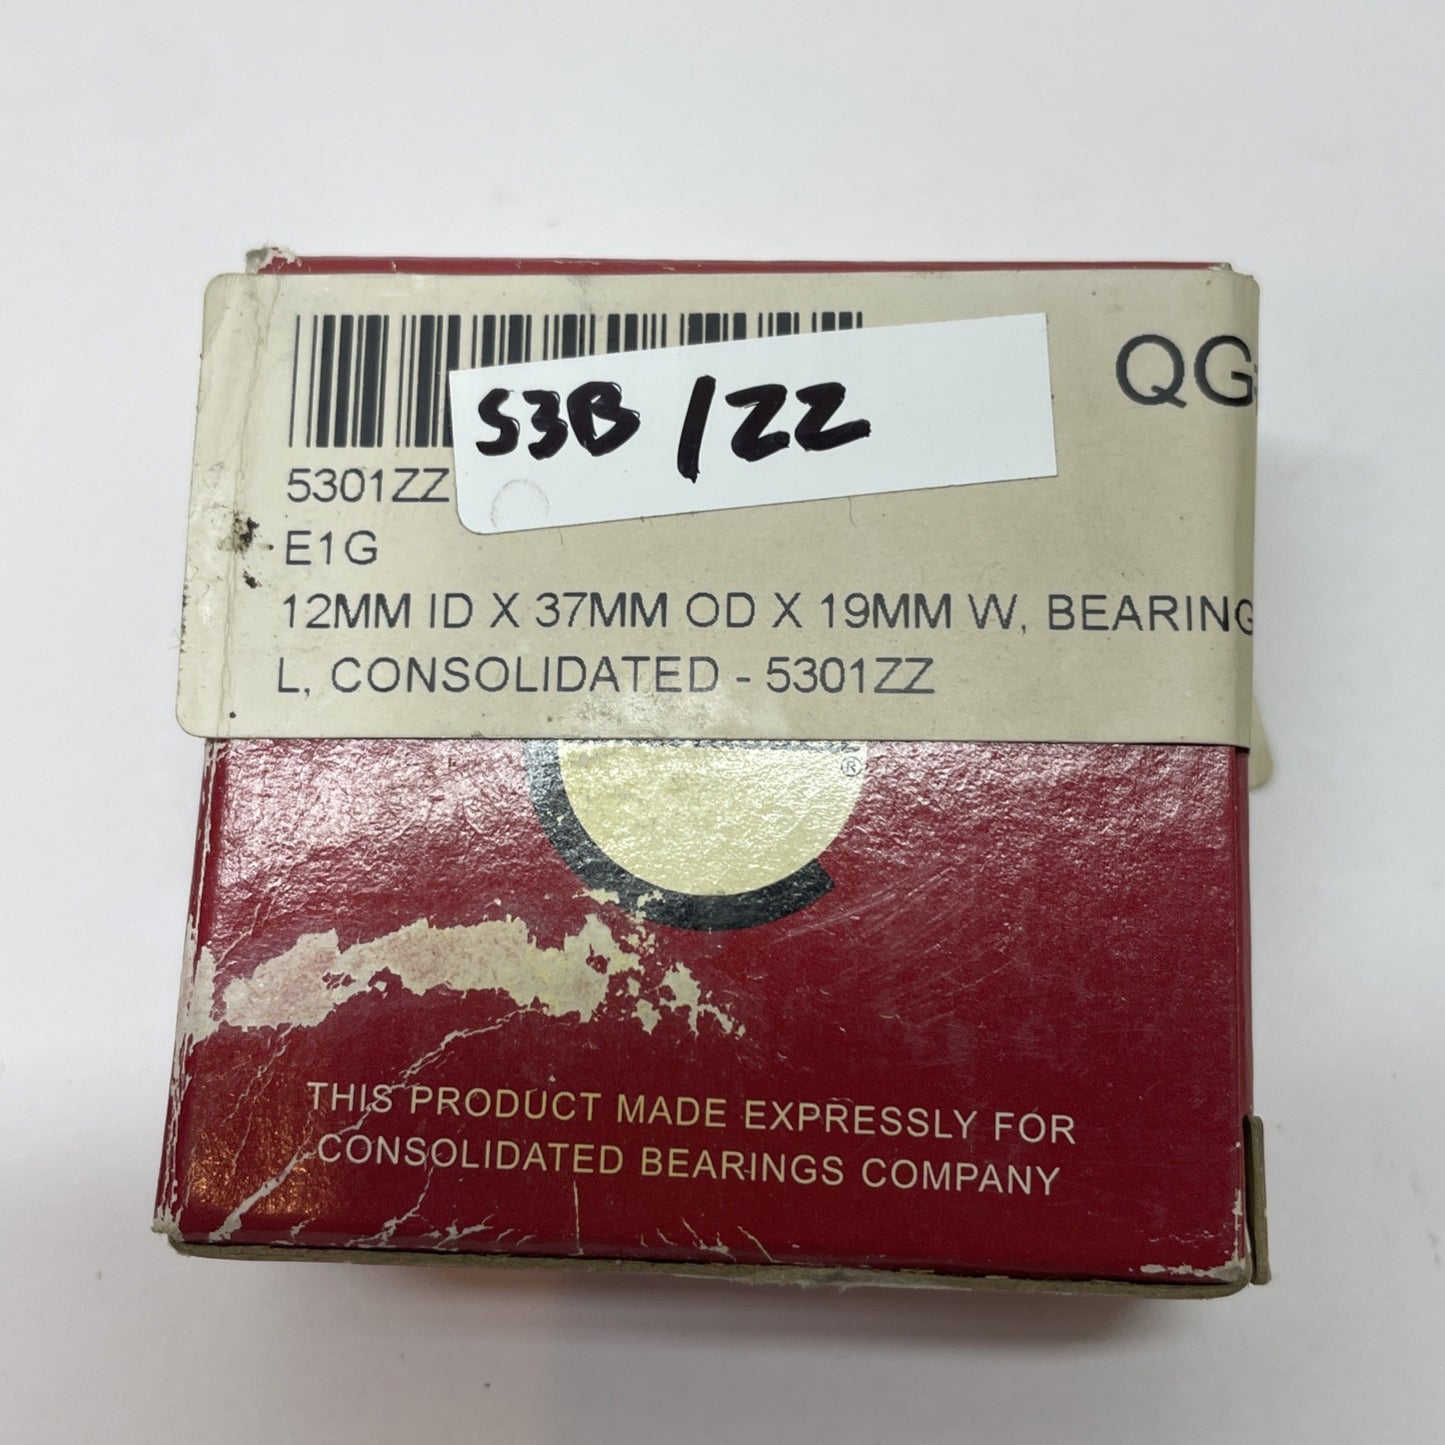 QG
S3B/ZZ
5301ZZ
E1G
12MM ID X 37MM OD X 19MM W, BEARING
L, CONSOLIDATED - 5301ZZ
®
THIS PRODUCT MADE EXPRESSLY FOR
CONSOLIDATED BEARINGS COMPANY